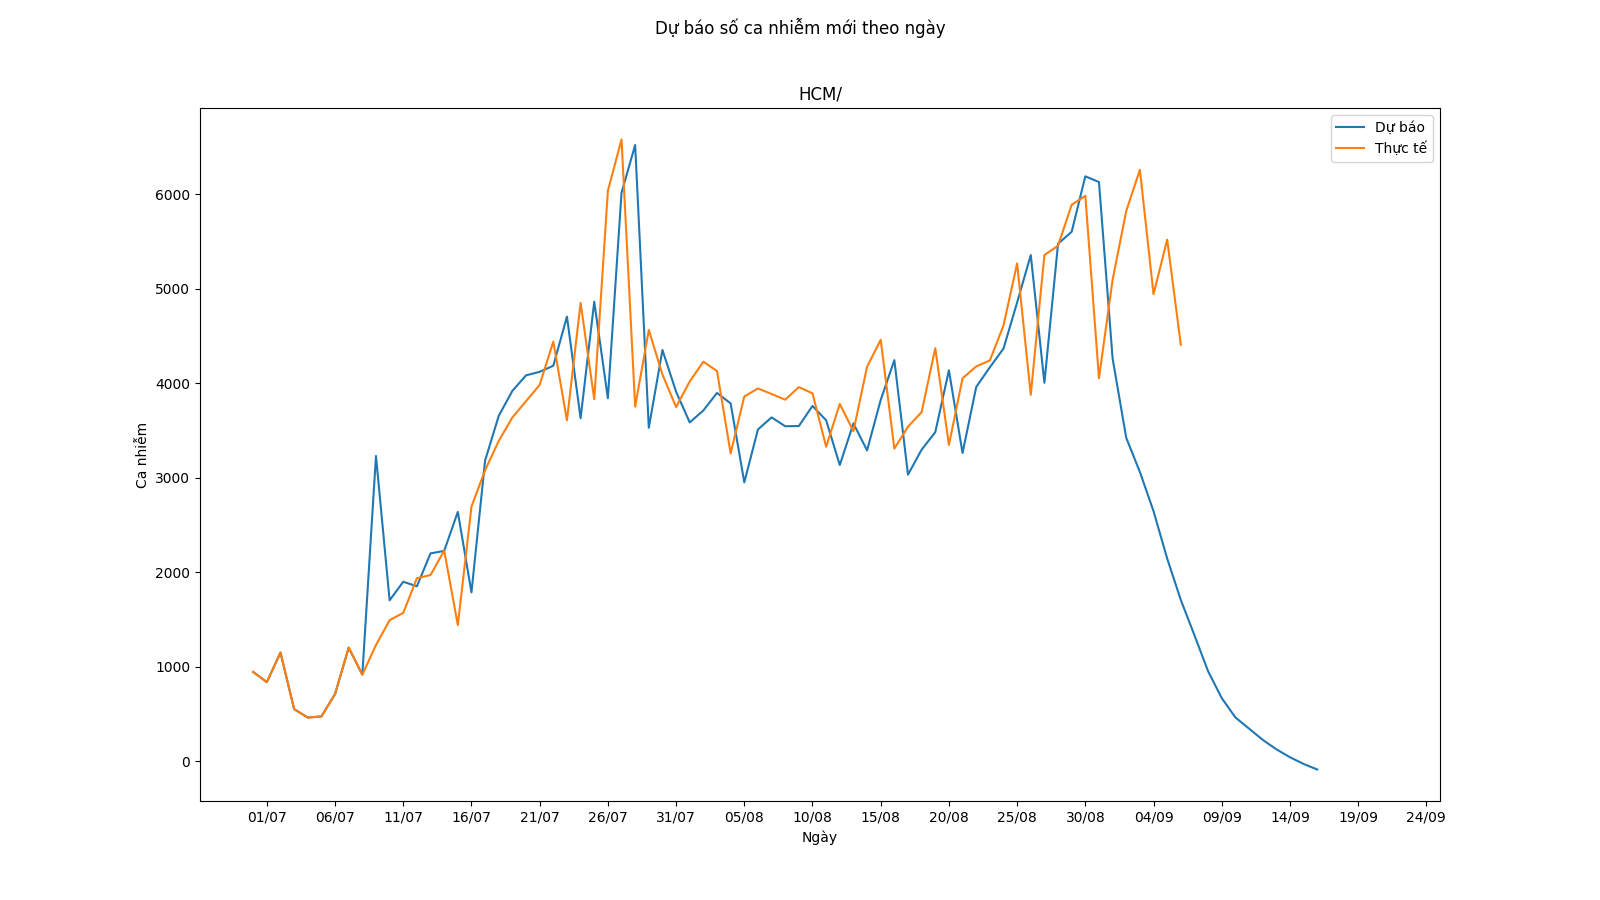 Dự báo số ca nhiễm mới theo ngày
HCM/
Dự báo
Thực tế
Ca nhiễm
6000
5000
4000
3000
2000
1000
0
01/07 06/07 11/07 16/07 21/07 26/07 31/07 05/08 10/08 15/08 20/08 25/08 30/08 04/09 09/09 14/09 19/09 24/09
Ngày